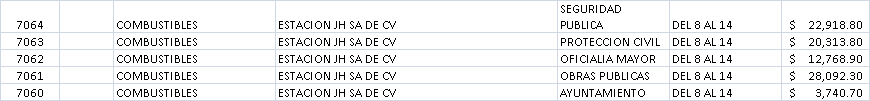 SEGURIDAD
7064 COMBUSTIBLES ESTACION JH SA DE CV PUBLICA DEL 8 AL 14 $ 22,918.80
7063 COMBUSTIBLES ESTACION JH SA DE CV PROTECCION CIVIL DEL 8 AL 14 $ 20,313.80
7062 COMBUSTIBLES ESTACION JH SA DE CV OFICIALIA MAYOR DEL 8 AL 14 $ 12,768.90
7061 COMBUSTIBLES ESTACION JH SA DE CV OBRAS PUBLICAS DEL 8 AL 14 $ 28,092.30
7060 COMBUSTIBLES ESTACION JH SA DE CV AYUNTAMIENTO DEL 8 AL 14 $ 3,740.70